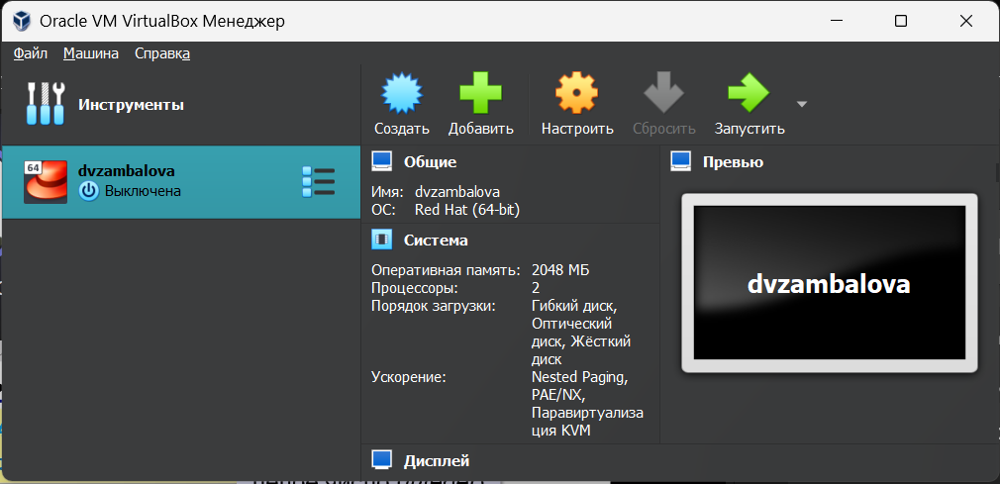 Oracle VM VirtualBox Менеджер
Файл Машина Справка
Инструменты
Создать Добавить Настроить Сбросить Запустить
64
dvzambalova
Выключена
Общие
Имя: dvzambalova
ОС: Red Hat (64-bit)
Система
Оперативная память: 2048 МБ
Процессоры: 2
Порядок загрузки: Гибкий диск,
Оптический
диск, Жёсткий
диск
Ускорение: Nested Paging,
PAE/NX,
Паравиртуализа
ция KVM
Дисплей
Превью
dvzambalova